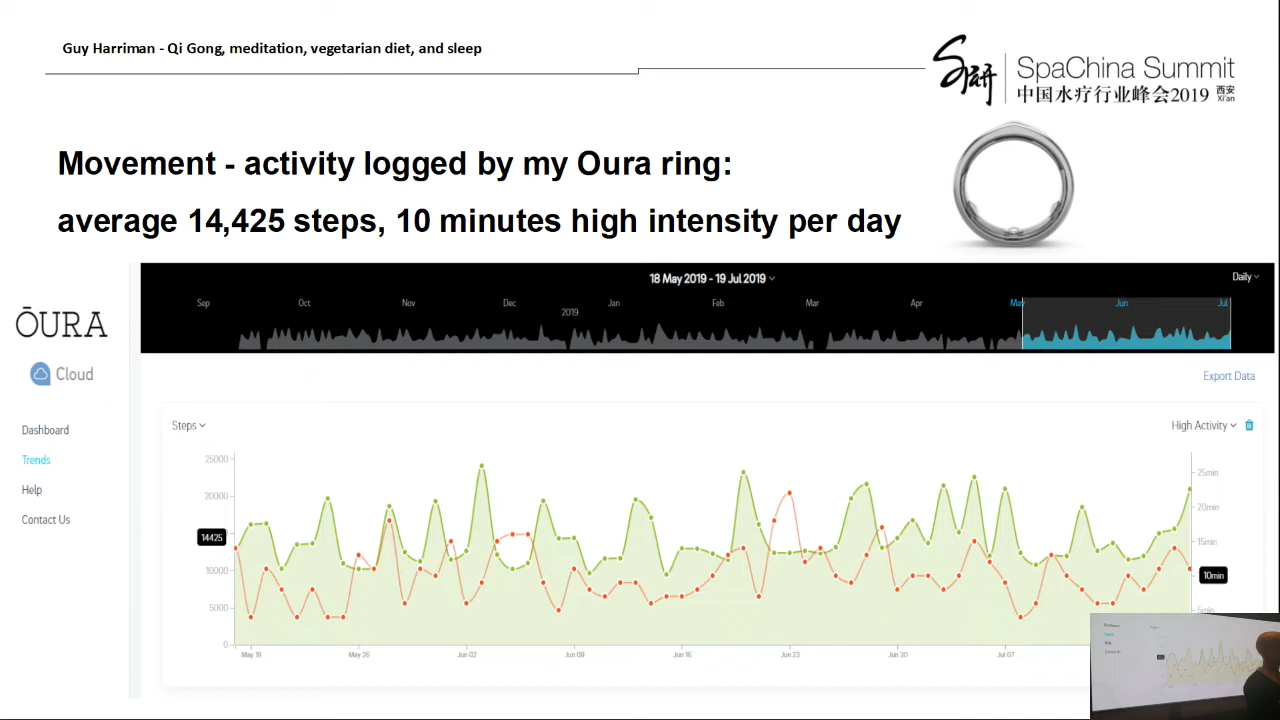 Guy Harriman - Qi Gong, meditation, vegetarian diet, and sleep
SpaChina Summit
中国水疗行业峰会2019 西安 Xi'an
Movement - activity logged by my Oura ring:
average 14,425 steps, 10 minutes high intensity per day
18 May 2019 - 19 Jul 2019
Daily
Sep Oct Nov Dec Jan Feb Mar Apr May Jun Jul
2019
ŌURA
Cloud
Export Data
Dashboard
Trends
Help
Contact Us
Steps
High Activity
25000
25min
20000
20min
14425
15min
10000
10min
5000
5min
0
May 19 May 26 Jun 02 Jun 09 Jun 16 Jun 23 Jun 30 Jul 07